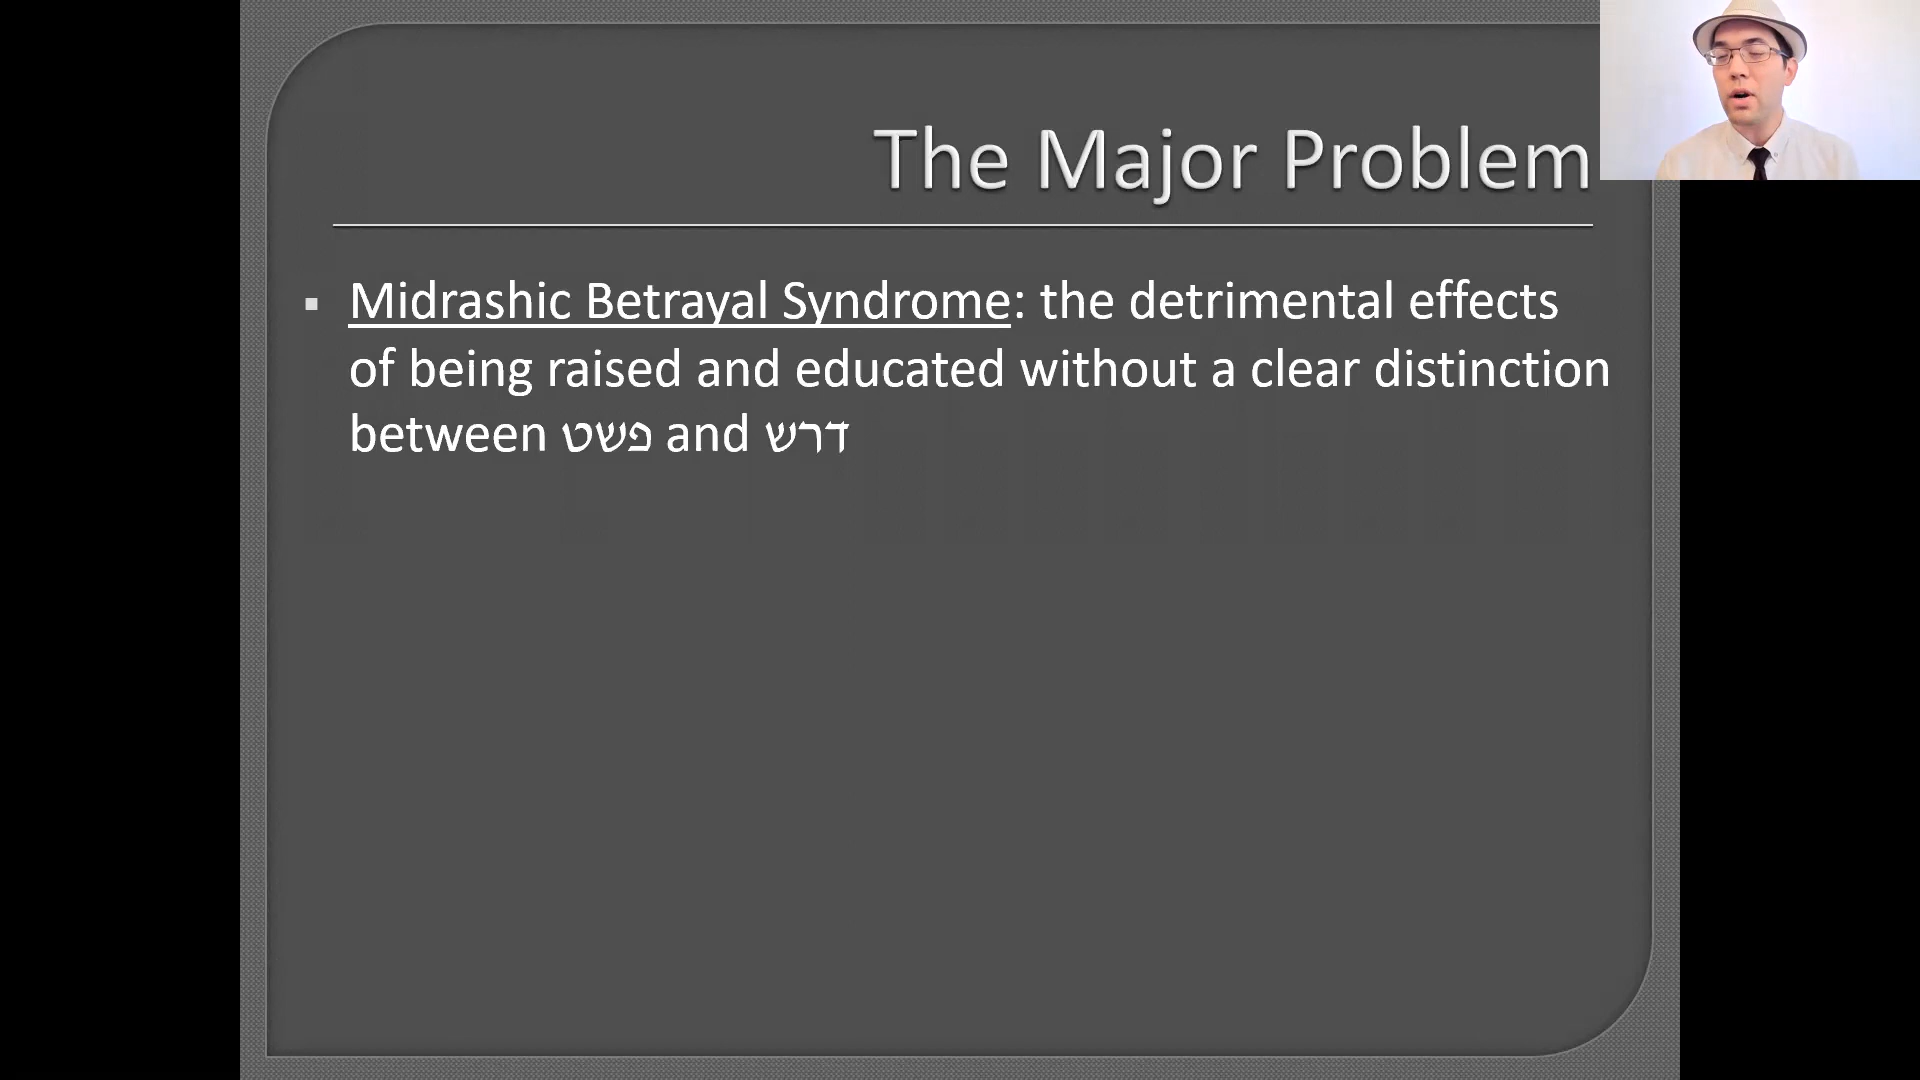 The Major Problem
Midrashic Betrayal Syndrome: the detrimental effects
of being raised and educated without a clear distinction
between פשט and דרש